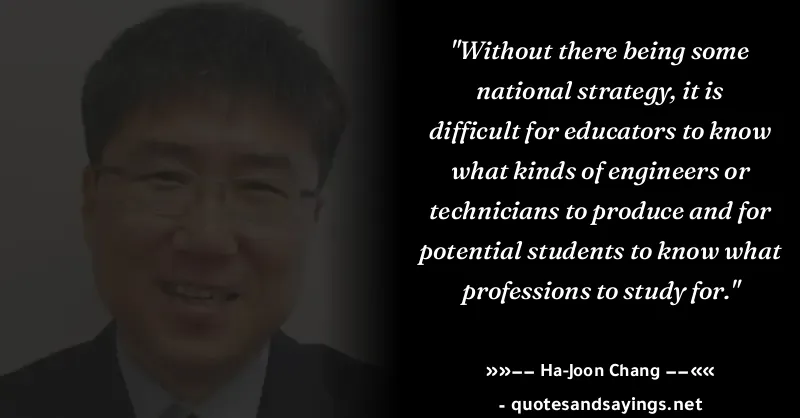 "Without there being some
national strategy, it is
difficult for educators to know
what kinds of engineers or
technicians to produce and for
potential students to know what
professions to study for."
»»−− Ha-Joon Chang −−««
- quotesandsayings.net